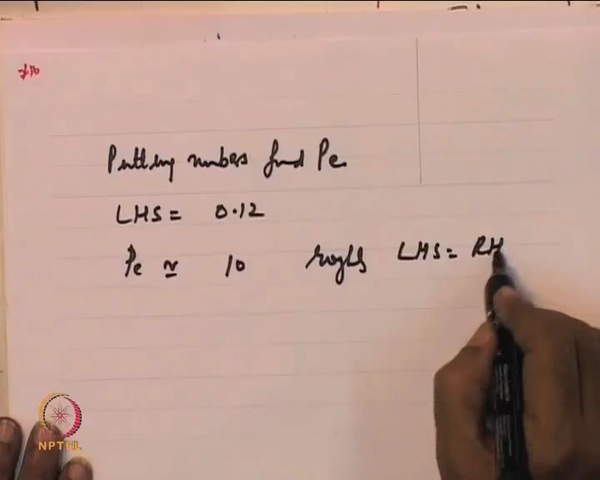 Putting numbers find Pe
LHS = 0.12
Pe ≃ 10 roughly LHS = RH
NPTEL